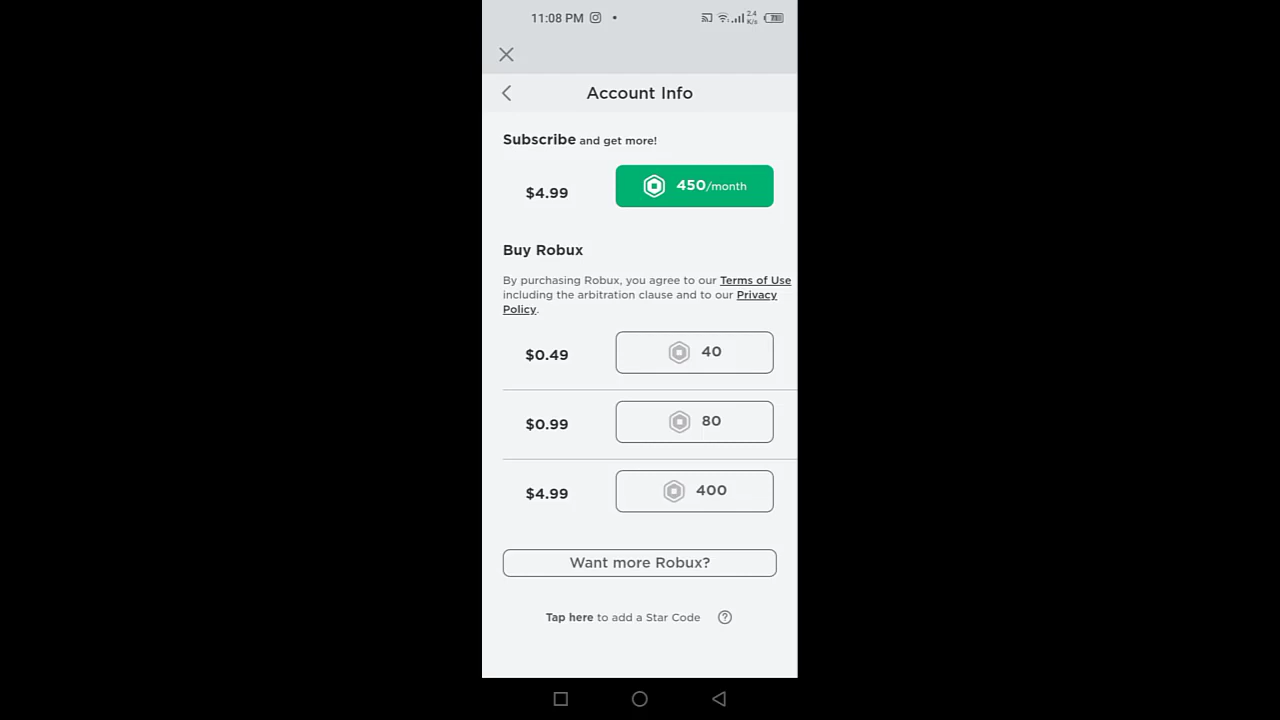 11:08 PM
2.4
K/s
Account Info
Subscribe and get more!
$4.99
450/month
Buy Robux
By purchasing Robux, you agree to our Terms of Use
including the arbitration clause and to our Privacy
Policy.
$0.49
40
$0.99
80
$4.99
400
Want more Robux?
Tap here to add a Star Code ?